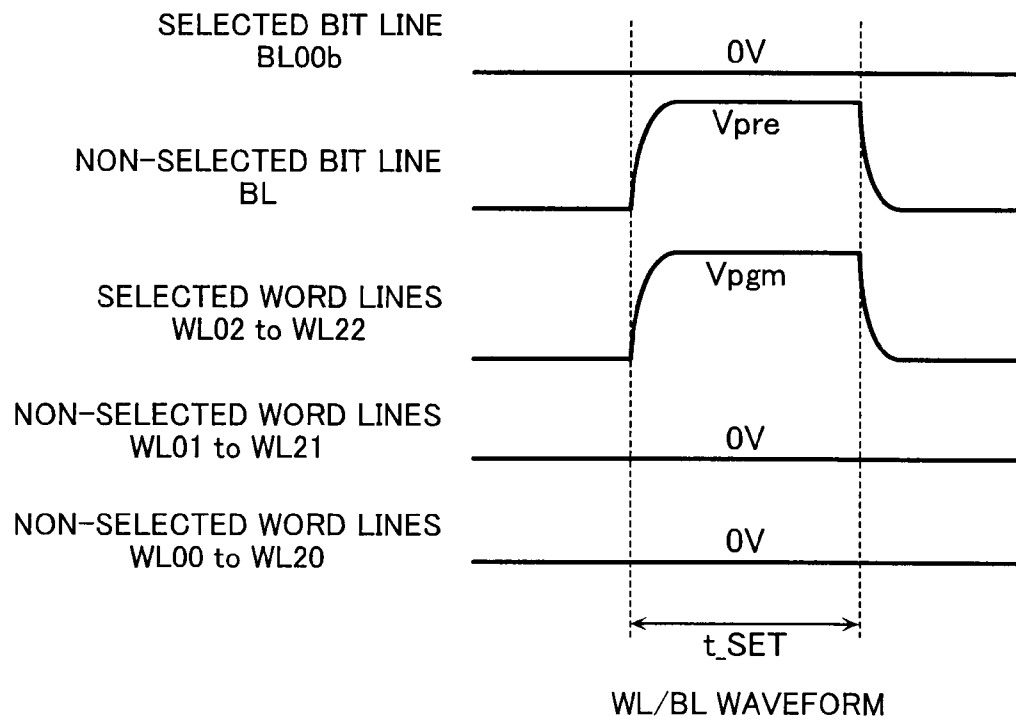 SELECTED BIT LINE
BL00b
0V
NON-SELECTED BIT LINE
BL
Vpre
SELECTED WORD LINES
WL02 to WL22
Vpgm
NON-SELECTED WORD LINES
WL01 to WL21
0V
NON-SELECTED WORD LINES
WL00 to WL20
0V
t_SET
WL/BL WAVEFORM